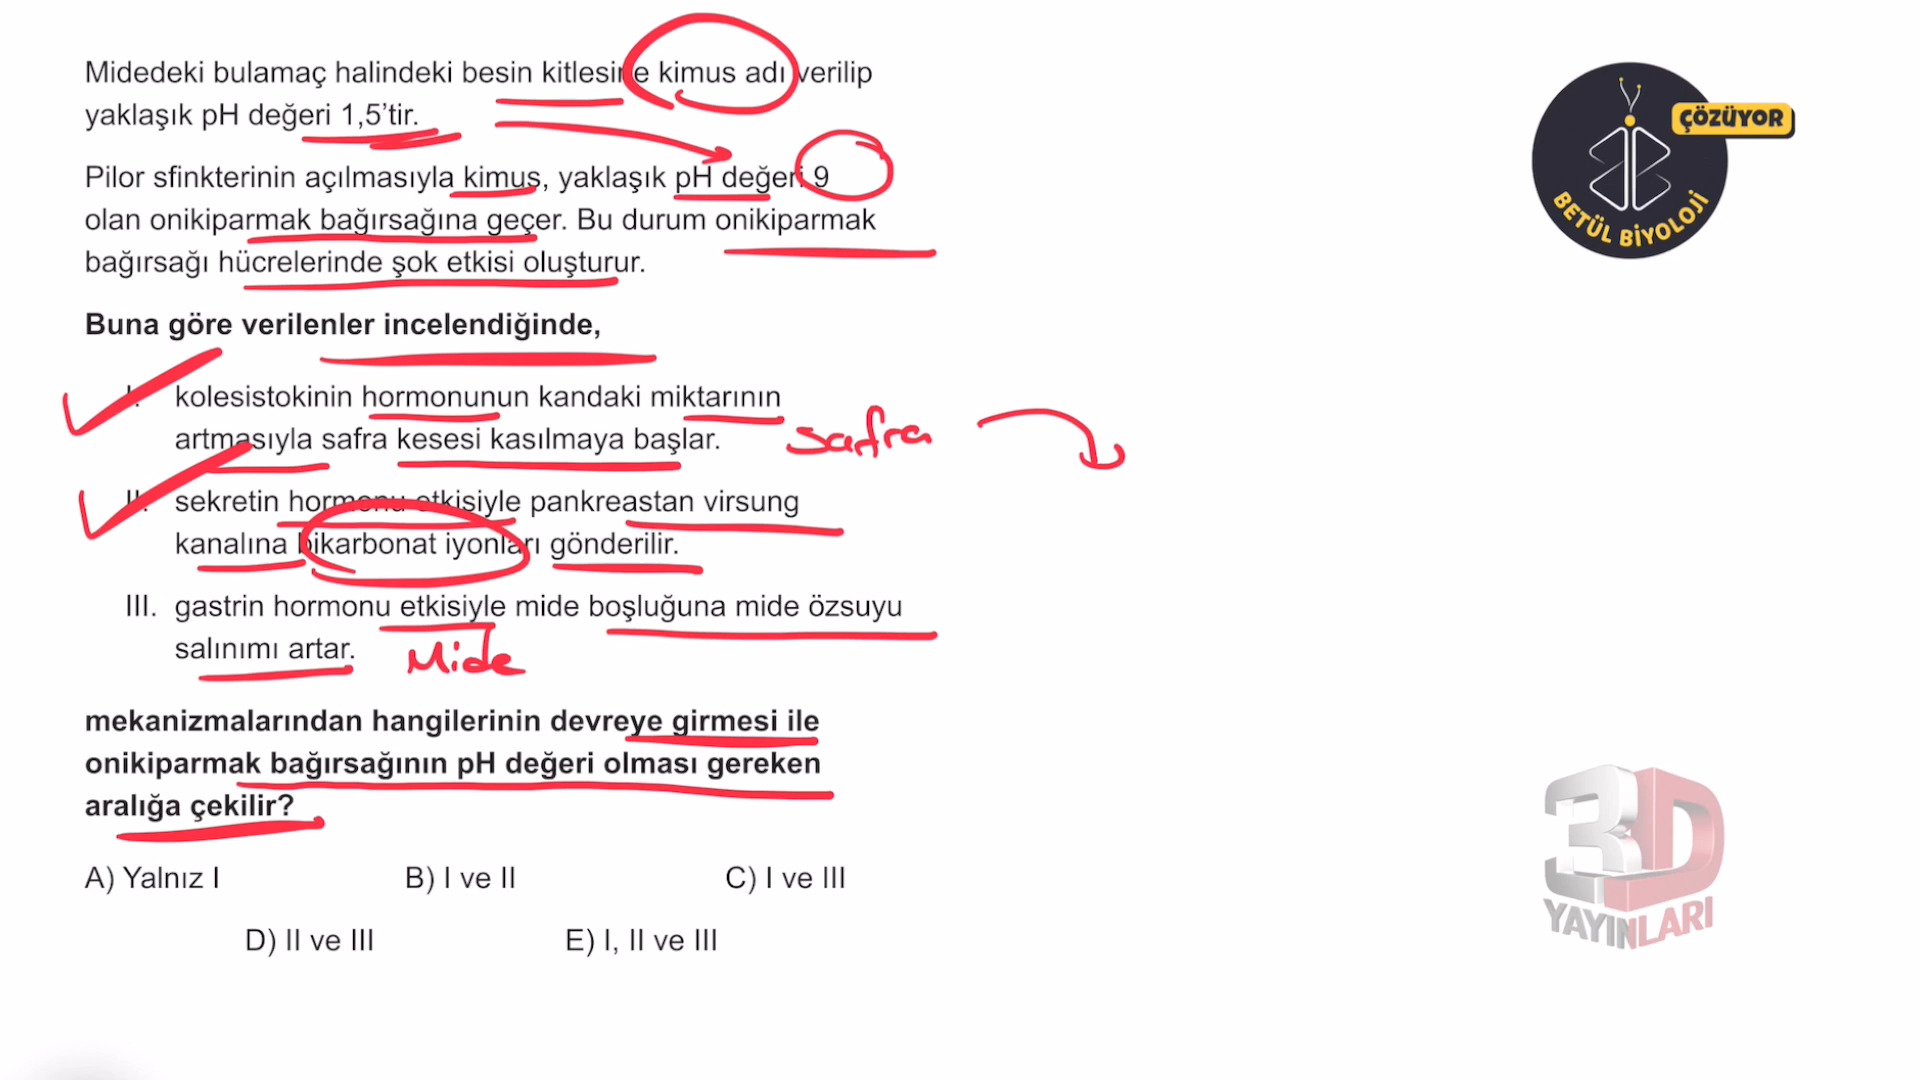 Midedeki bulamaç halindeki besin kitlesine kimus adı verilip
yaklaşık pH değeri 1,5’tir.
Pilor sfinkterinin açılmasıyla kimus, yaklaşık pH değeri 9
olan onikiparmak bağırsağına geçer. Bu durum onikiparmak
bağırsağı hücrelerinde şok etkisi oluşturur.
Buna göre verilenler incelendiğinde,
I. kolesistokinin hormonunun kandaki miktarının
artmasıyla safra kesesi kasılmaya başlar.
Safra
II. sekretin hormonu etkisiyle pankreastan virsung
kanalına bikarbonat iyonları gönderilir.
III. gastrin hormonu etkisiyle mide boşluğuna mide özsuyu
salınımı artar.
Mide
mekanizmalarından hangilerinin devreye girmesi ile
onikiparmak bağırsağının pH değeri olması gereken
aralığa çekilir?
A) Yalnız I
B) I ve II
C) I ve III
D) II ve III
E) I, II ve III
ÇÖZÜYOR
BETÜL BİYOLOJİ
3D
YAYINLARI